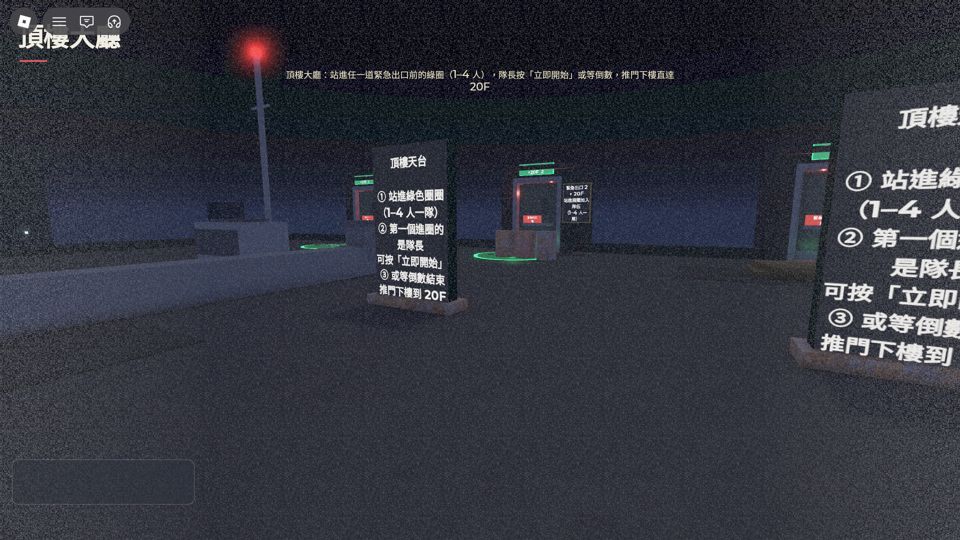 頂樓大廳
頂樓大廳：站進任一道緊急出口前的綠圈（1–4 人），隊長按「立即開始」或等倒數，推門下樓直達
20F
頂樓天台
① 站進綠色圈圈
（1–4 人一隊）
② 第一個進圈的
是隊長
可按「立即開始」
③ 或等倒數結束
推門下樓到 20F
緊急出口 2
頂樓
① 站進綠
（1–4 人
② 第一個
是隊長
可按「立即
③ 或等倒數
推門下樓到